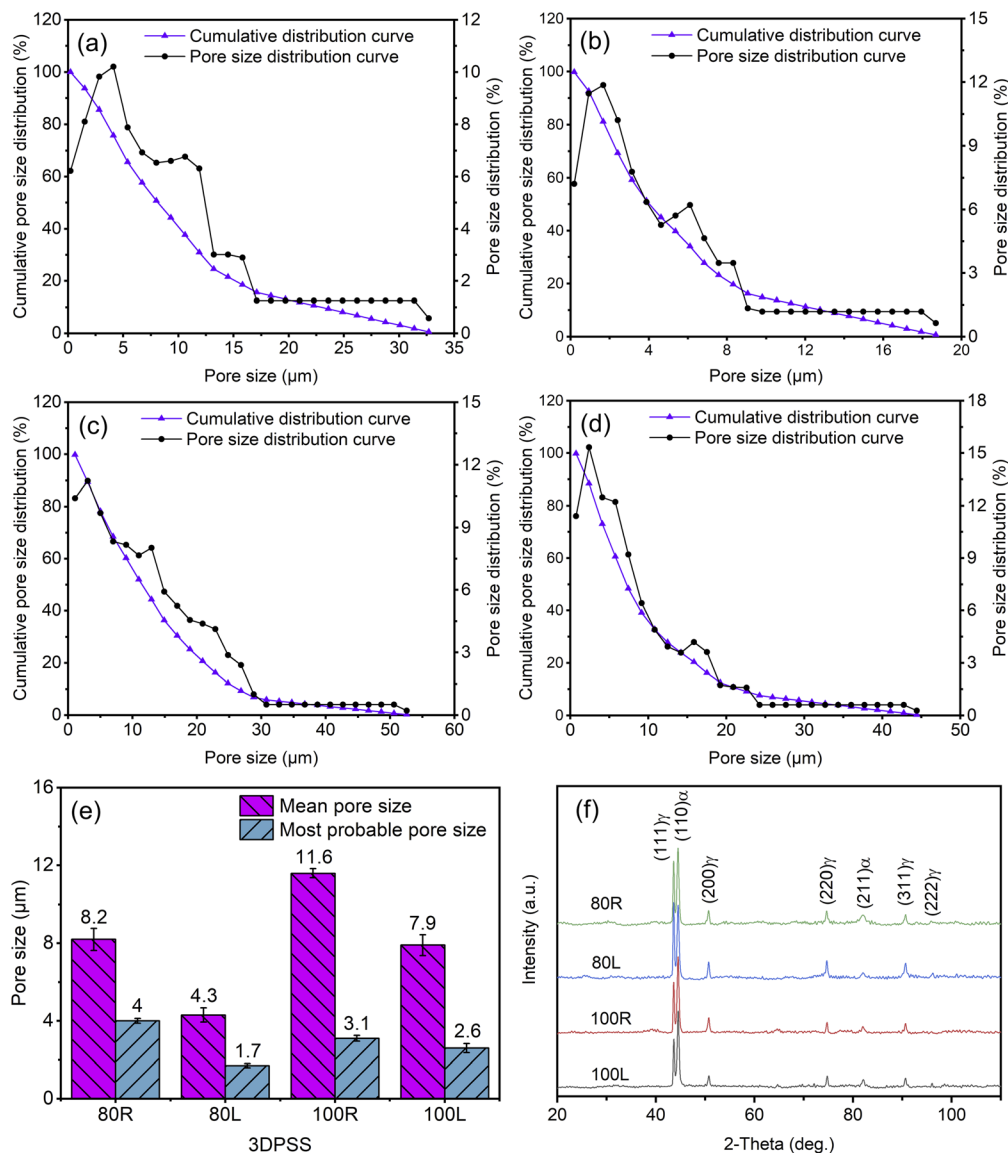 (a)
Cumulative distribution curve
Pore size distribution curve
Cumulative pore size distribution (%)
0 20 40 60 80 100 120
Pore size distribution (%)
0 2 4 6 8 10 12
0 5 10 15 20 25 30 35
Pore size (μm)
(b)
Cumulative distribution curve
Pore size distribution curve
Cumulative pore size distribution (%)
0 20 40 60 80 100 120
Pore size distribution (%)
0 3 6 9 12 15
0 4 8 12 16 20
Pore size (μm)
(c)
Cumulative distribution curve
Pore size distribution curve
Cumulative pore size distribution (%)
0 20 40 60 80 100 120
Pore size distribution (%)
0 3 6 9 12 15
0 10 20 30 40 50 60
Pore size (μm)
(d)
Cumulative distribution curve
Pore size distribution curve
Cumulative pore size distribution (%)
0 20 40 60 80 100 120
Pore size distribution (%)
0 3 6 9 12 15 18
0 10 20 30 40 50
Pore size (μm)
(e)
Mean pore size
Most probable pore size
Pore size (μm)
0 4 8 12 16
8.2 4 4.3 1.7 11.6 3.1 7.9 2.6
80R 80L 100R 100L
3DPSS
(f)
(111)γ (110)α (200)γ (220)γ (211)α (311)γ (222)γ
Intensity (a.u.)
80R
80L
100R
100L
20 40 60 80 100
2-Theta (deg.)